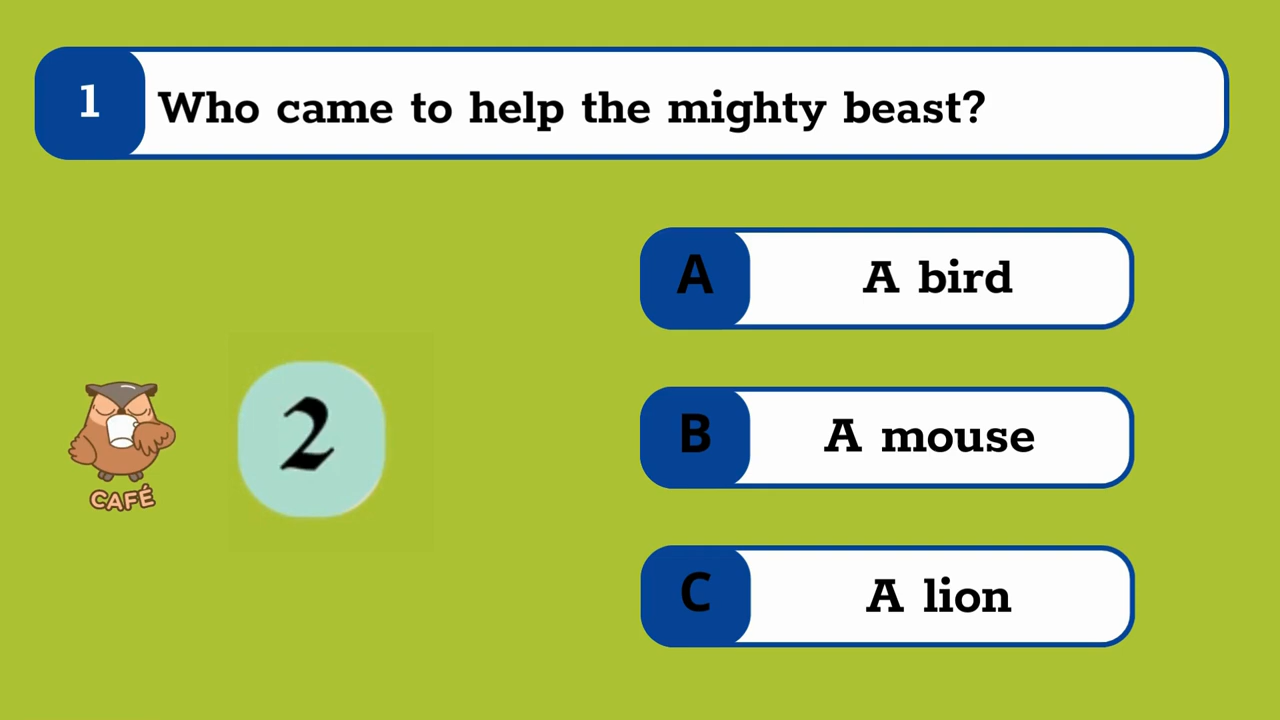 1
Who came to help the mighty beast?
A
A bird
2
CAFÉ
B
A mouse
C
A lion